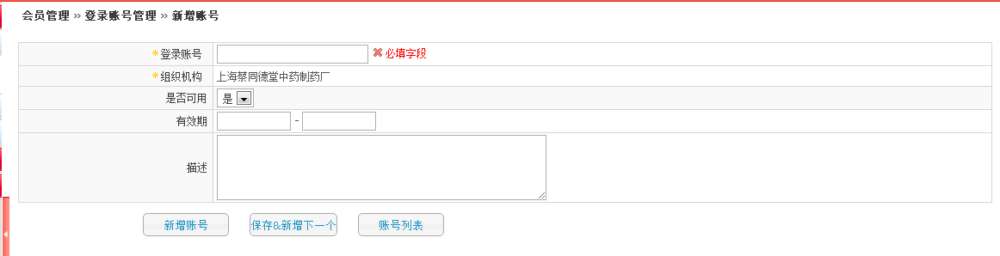 会员管理 » 登录账号管理 » 新增账号
*登录账号 必填字段
*组织机构 上海蔡同德堂中药制药厂
是否可用 是
有效期 -
描述
新增账号 保存&新增下一个 账号列表